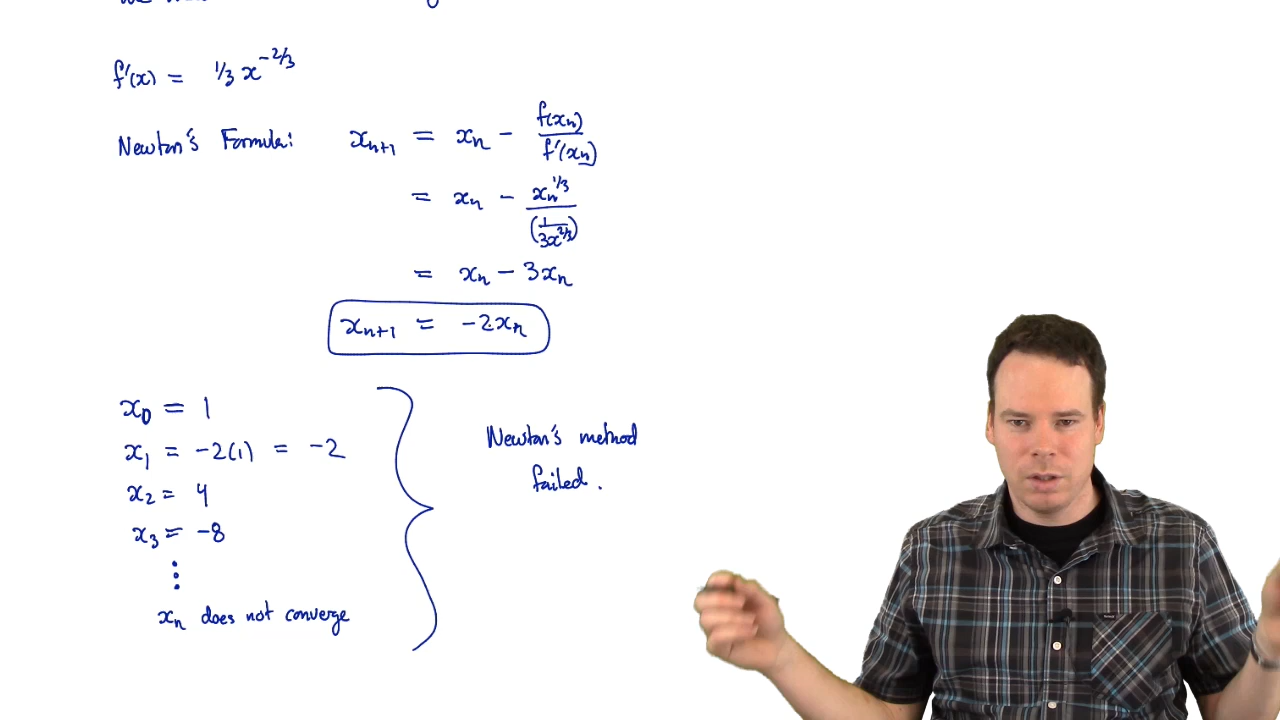 f'(x) = 1/3 x^{-2/3}
Newton's Formula: x_{n+1} = x_n - f(x_n)/f'(x_n)
= x_n - x_n^{1/3}/(1/3x^{2/3})
= x_n - 3x_n
x_{n+1} = -2x_n
x_0 = 1
x_1 = -2(1) = -2
x_2 = 4
x_3 = -8
⋮
x_n does not converge
Newton's method
failed.